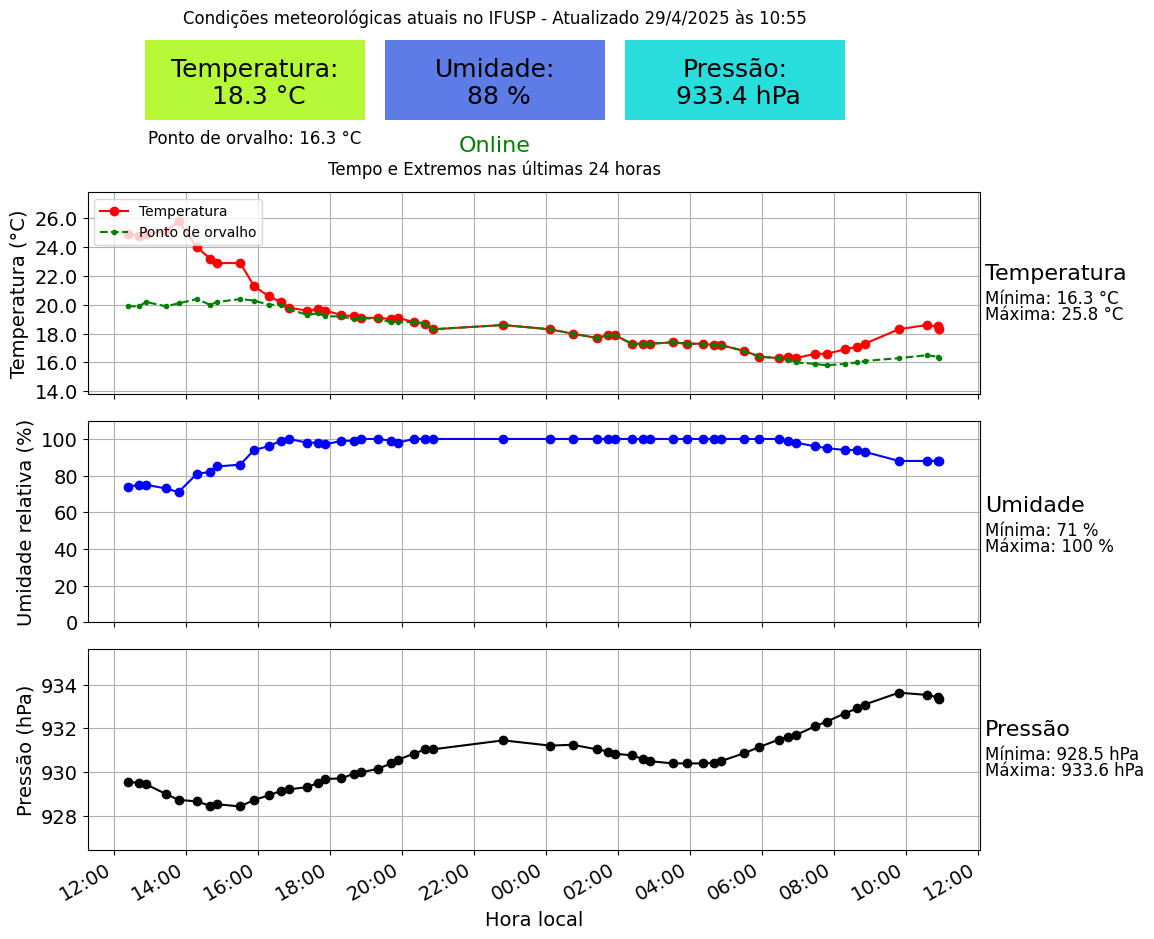 Condições meteorológicas atuais no IFUSP - Atualizado 29/4/2025 às 10:55
Temperatura:
18.3 °C
Umidade:
88 %
Pressão:
933.4 hPa
Ponto de orvalho: 16.3 °C
Online
Tempo e Extremos nas últimas 24 horas
Temperatura (°C)
26.0
24.0
22.0
20.0
18.0
16.0
14.0
Temperatura
Ponto de orvalho
Temperatura
Mínima: 16.3 °C
Máxima: 25.8 °C
Umidade relativa (%)
100
80
60
40
20
0
Umidade
Mínima: 71 %
Máxima: 100 %
Pressão (hPa)
934
932
930
928
Pressão
Mínima: 928.5 hPa
Máxima: 933.6 hPa
12:00
14:00
16:00
18:00
20:00
22:00
00:00
02:00
04:00
06:00
08:00
10:00
12:00
Hora local